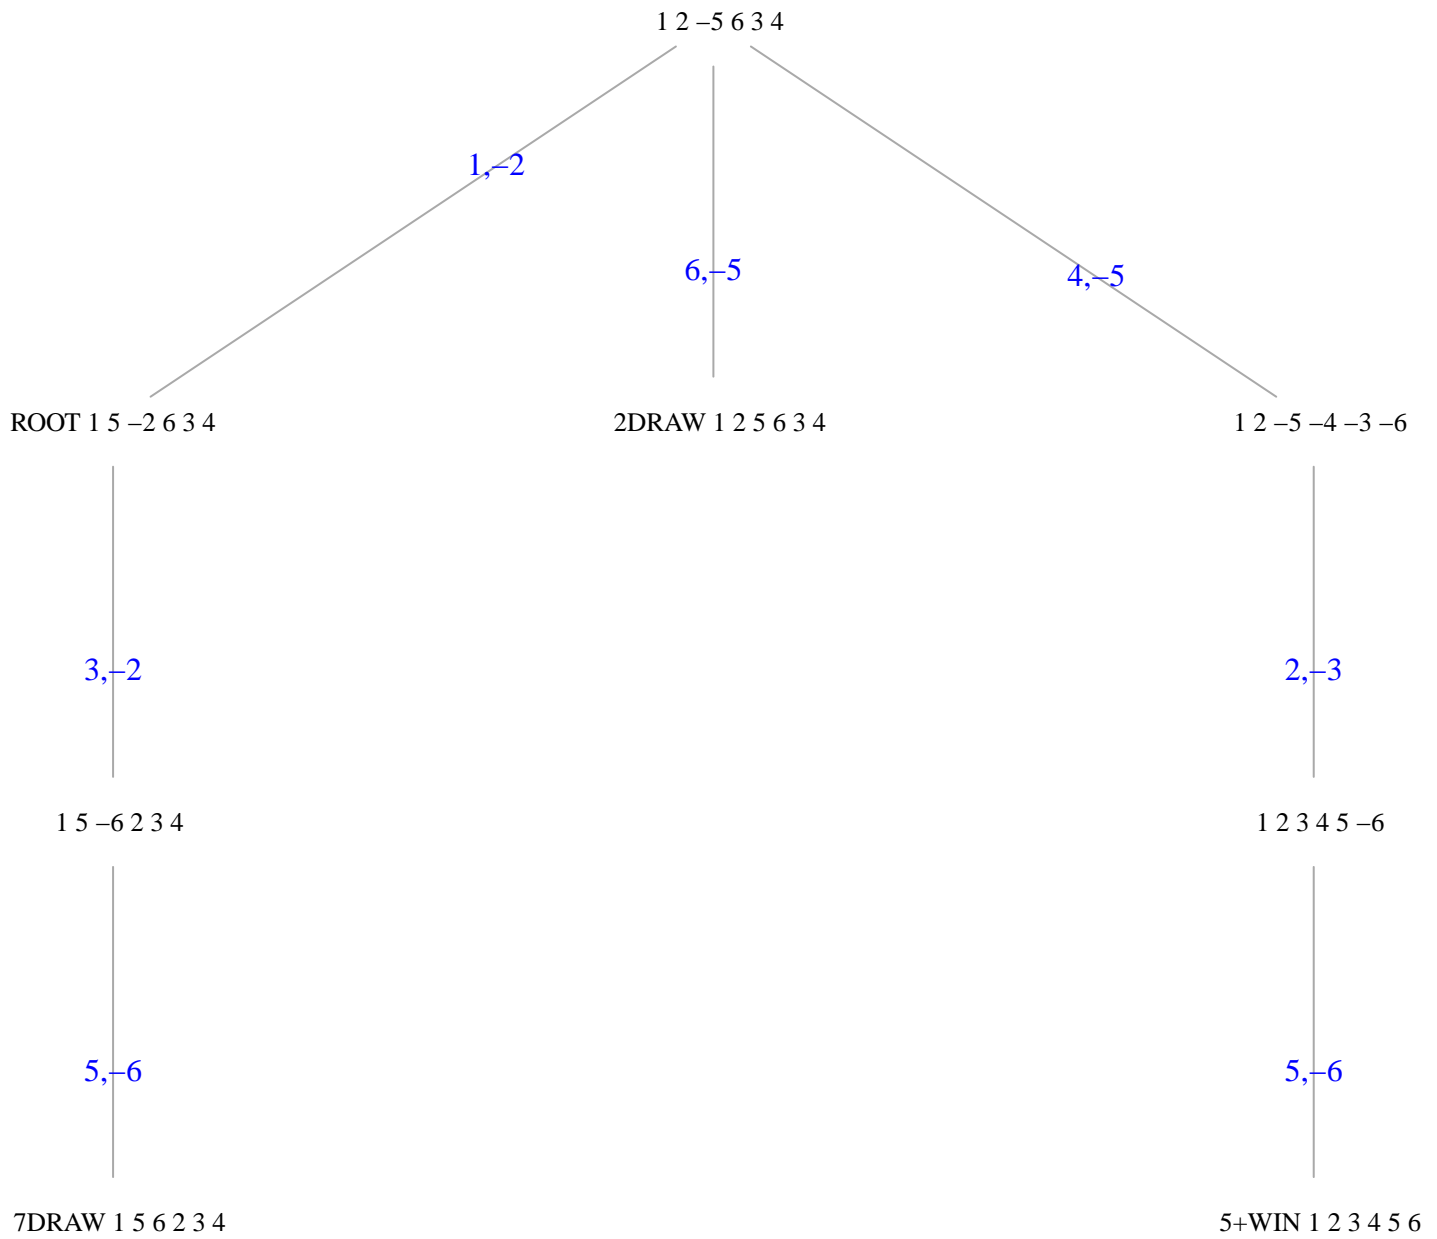 1 2 –5 6 3 4
1,–2
6,–5
4,–5
ROOT 1 5 –2 6 3 4
2DRAW 1 2 5 6 3 4
1 2 –5 –4 –3 –6
3,–2
2,–3
1 5 –6 2 3 4
1 2 3 4 5 –6
5,–6
5,–6
7DRAW 1 5 6 2 3 4
5+WIN 1 2 3 4 5 6